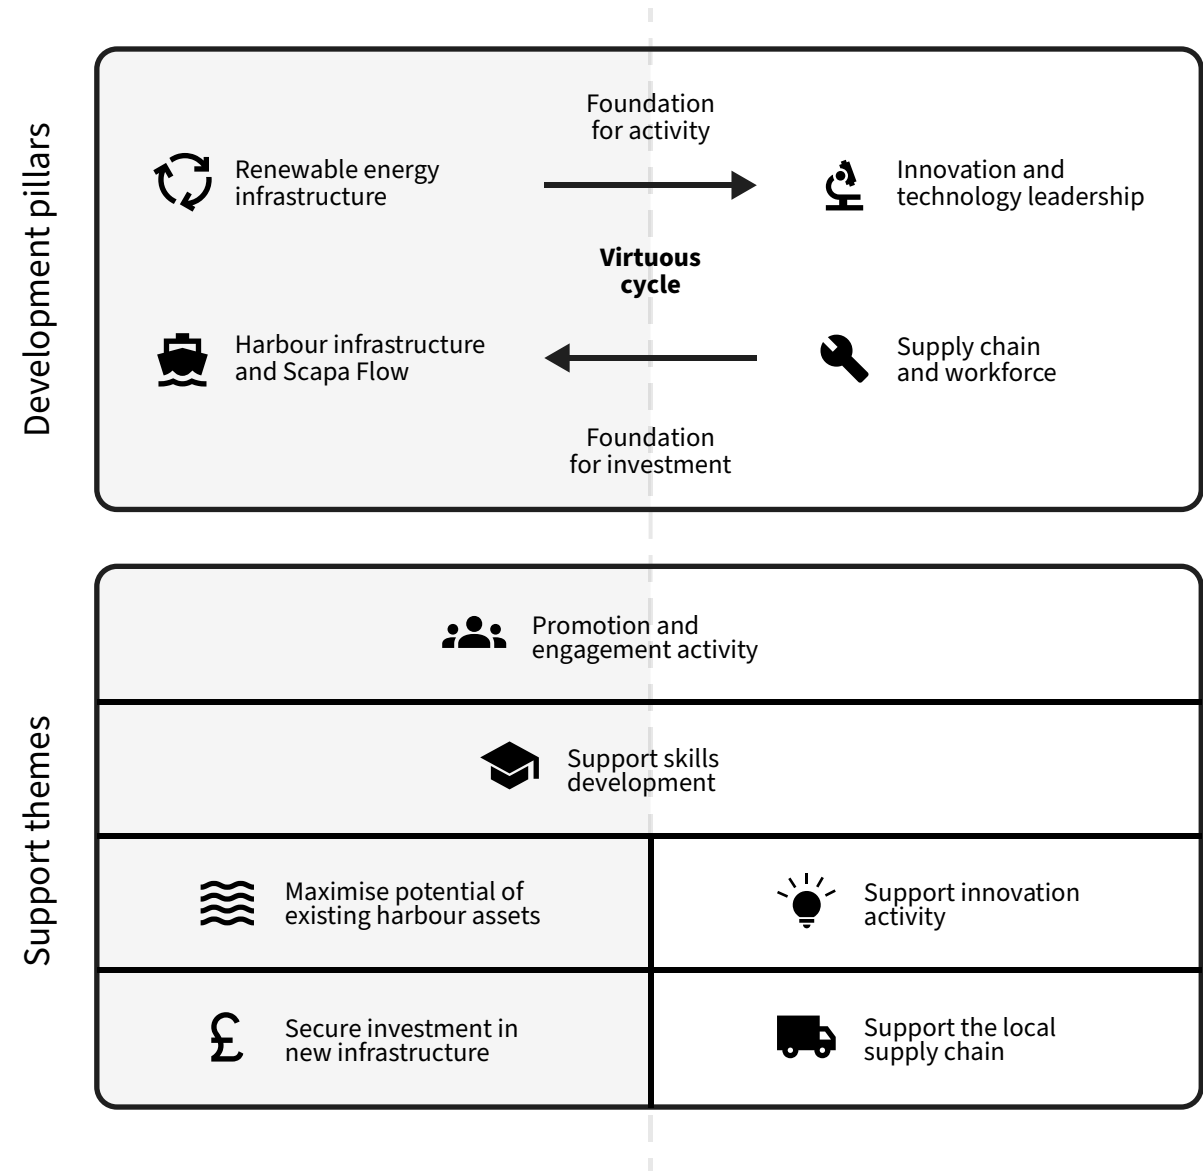 Development pillars
Foundation
for activity
Renewable energy
infrastructure
Innovation and
technology leadership
Virtuous
cycle
Harbour infrastructure
and Scapa Flow
Supply chain
and workforce
Foundation
for investment
Support themes
Promotion and
engagement activity
Support skills
development
Maximise potential of
existing harbour assets
Support innovation
activity
£
Secure investment in
new infrastructure
Support the local
supply chain